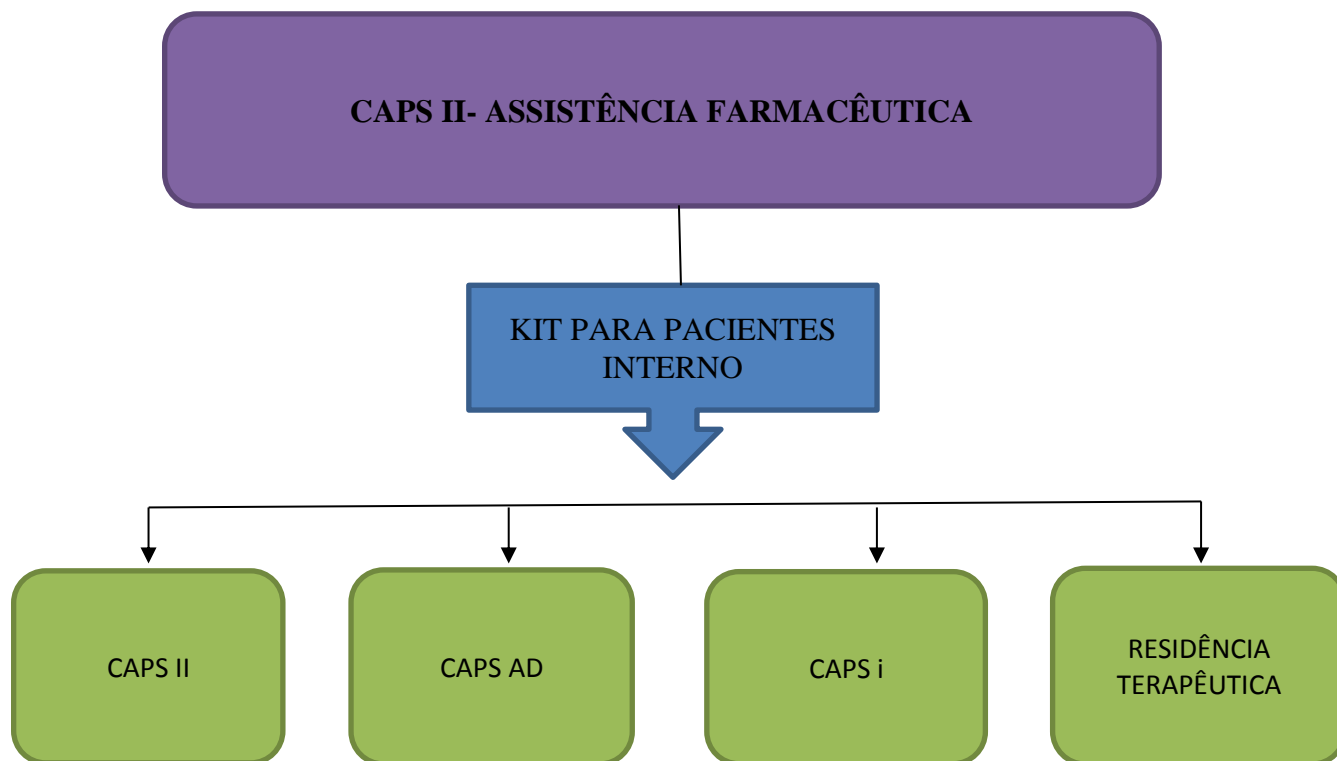 CAPS II- ASSISTÊNCIA FARMACÊUTICA
KIT PARA PACIENTES
INTERNO
CAPS II
CAPS AD
CAPS i
RESIDÊNCIA
TERAPÊUTICA